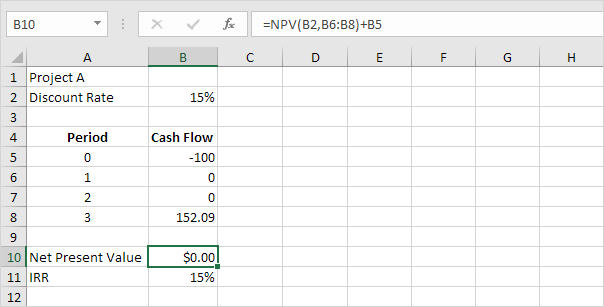 B10 fx =NPV(B2,B6:B8)+B5
A B C D E F G H
1 Project A
2 Discount Rate 15%
3
4 Period Cash Flow
5 0 -100
6 1 0
7 2 0
8 3 152.09
9
10 Net Present Value $0.00
11 IRR 15%
12